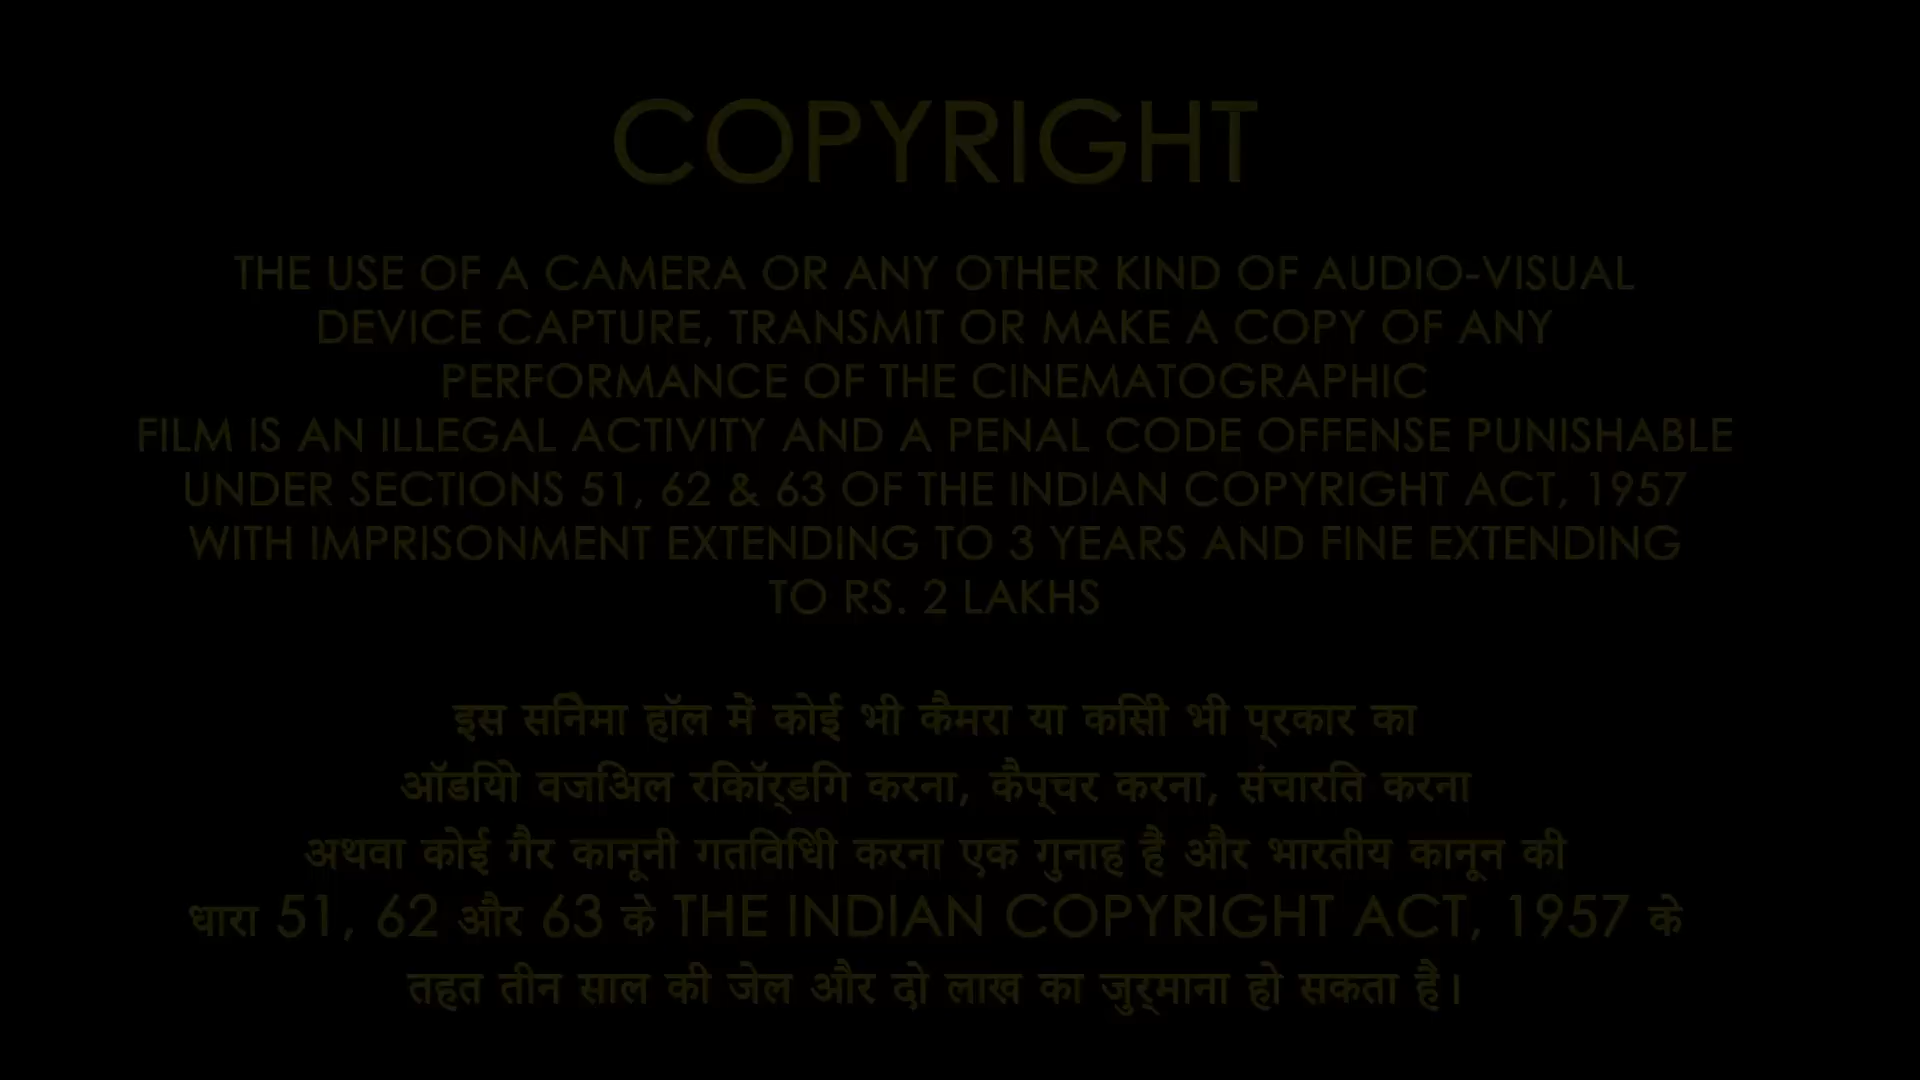 COPYRIGHT
THE USE OF A CAMERA OR ANY OTHER KIND OF AUDIO-VISUAL
DEVICE CAPTURE, TRANSMIT OR MAKE A COPY OF ANY
PERFORMANCE OF THE CINEMATOGRAPHIC
FILM IS AN ILLEGAL ACTIVITY AND A PENAL CODE OFFENSE PUNISHABLE
UNDER SECTIONS 51, 62 & 63 OF THE INDIAN COPYRIGHT ACT, 1957
WITH IMPRISONMENT EXTENDING TO 3 YEARS AND FINE EXTENDING
TO RS. 2 LAKHS
इस सनिेमा हॉल में कोई भी कैमरा या कसिी भी प्रकार का
ऑडयिो वजिुअल रकिॉर्डगि करना, कैप्चर करना, संचारति करना
अथवा कोई गैर कानूनी गतविधिी करना एक गुनाह है और भारतीय कानून की
धारा 51, 62 और 63 के THE INDIAN COPYRIGHT ACT, 1957 के
तहत तीन साल की जेल और दो लाख का जुर्माना हो सकता है।